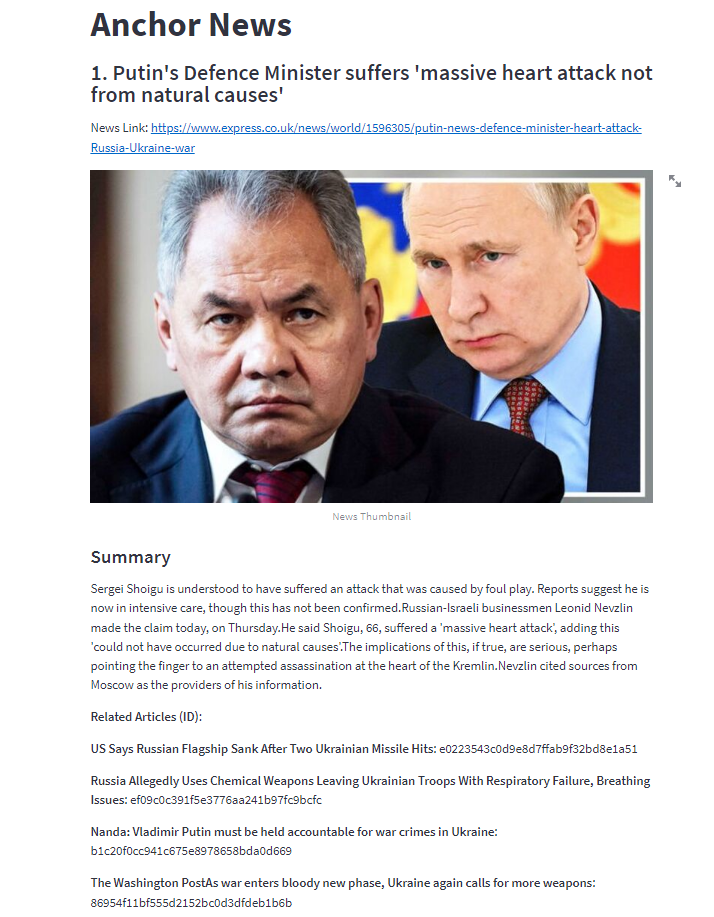 Anchor News
1. Putin's Defence Minister suffers 'massive heart attack not
from natural causes'
News Link: https://www.express.co.uk/news/world/1596305/putin-news-defence-minister-heart-attack-
Russia-Ukraine-war
News Thumbnail
Summary
Sergei Shoigu is understood to have suffered an attack that was caused by foul play. Reports suggest he is
now in intensive care, though this has not been confirmed.Russian-Israeli businessmen Leonid Nevzlin
made the claim today, on Thursday.He said Shoigu, 66, suffered a 'massive heart attack', adding this
'could not have occurred due to natural causes'.The implications of this, if true, are serious, perhaps
pointing the finger to an attempted assassination at the heart of the Kremlin.Nevzlin cited sources from
Moscow as the providers of his information.
Related Articles (ID):
US Says Russian Flagship Sank After Two Ukrainian Missile Hits: e0223543c0d9e8d7ffab9f32bd8e1a51
Russia Allegedly Uses Chemical Weapons Leaving Ukrainian Troops With Respiratory Failure, Breathing
Issues: ef09c0c391f5e3776aa241b97fc9bcfc
Nanda: Vladimir Putin must be held accountable for war crimes in Ukraine:
b1c20f0cc941c675e8978658bda0d669
The Washington PostAs war enters bloody new phase, Ukraine again calls for more weapons:
86954f11bf555d2152bc0d3dfdeb1b6b